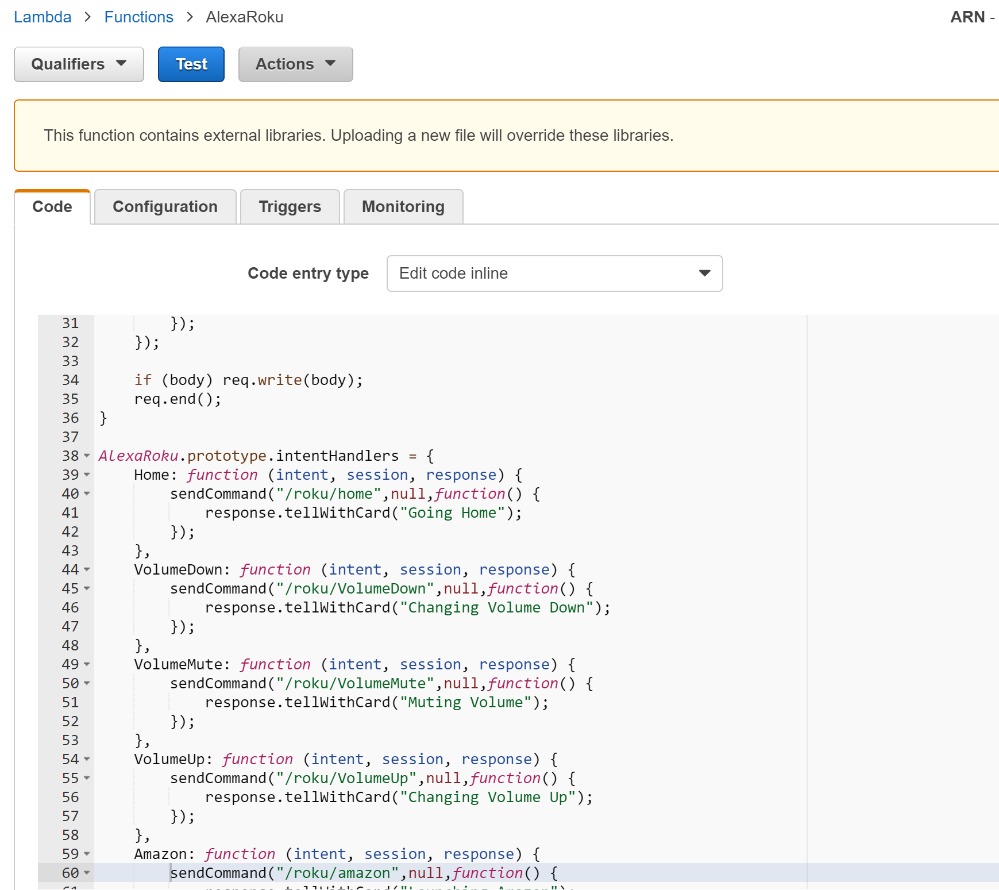 Lambda > Functions > AlexaRoku ARN -
Qualifiers Test Actions
This function contains external libraries. Uploading a new file will override these libraries.
Code Configuration Triggers Monitoring
Code entry type Edit code inline
31         });
32     });
33
34     if (body) req.write(body);
35     req.end();
36 }
37
38 AlexaRoku.prototype.intentHandlers = {
39     Home: function (intent, session, response) {
40         sendCommand("/roku/home",null,function() {
41             response.tellWithCard("Going Home");
42         });
43     },
44     VolumeDown: function (intent, session, response) {
45         sendCommand("/roku/VolumeDown",null,function() {
46             response.tellWithCard("Changing Volume Down");
47         });
48     },
49     VolumeMute: function (intent, session, response) {
50         sendCommand("/roku/VolumeMute",null,function() {
51             response.tellWithCard("Muting Volume");
52         });
53     },
54     VolumeUp: function (intent, session, response) {
55         sendCommand("/roku/VolumeUp",null,function() {
56             response.tellWithCard("Changing Volume Up");
57         });
58     },
59     Amazon: function (intent, session, response) {
60         sendCommand("/roku/amazon",null,function() {
61             response.tellWithCard("Launching Amazon");